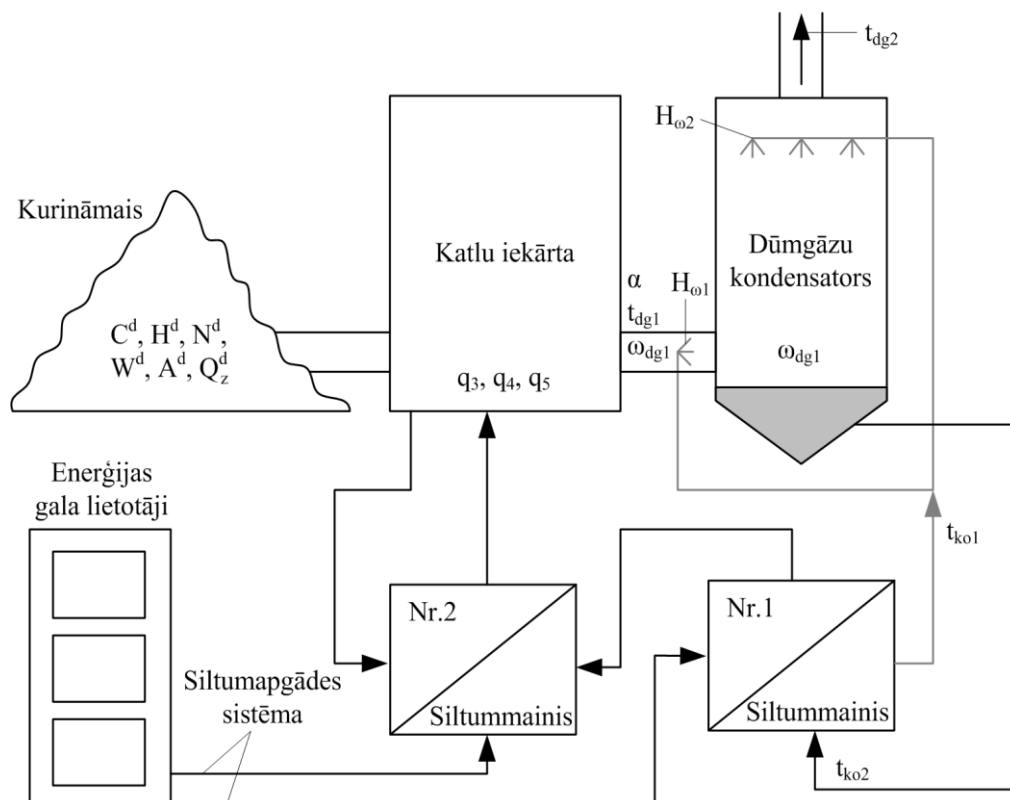 t_dg2
H_ω2
Kurināmais
Katlu iekārta
Dūmgāzu
kondensators
α
H_ω1
t_dg1
ω_dg1
ω_dg1
C^d, H^d, N^d,
W^d, A^d, Q_z^d
q_3, q_4, q_5
Enerģijas
gala lietotāji
t_ko1
Nr.2
Nr.1
Siltumapgādes
sistēma
Siltummainis
Siltummainis
t_ko2